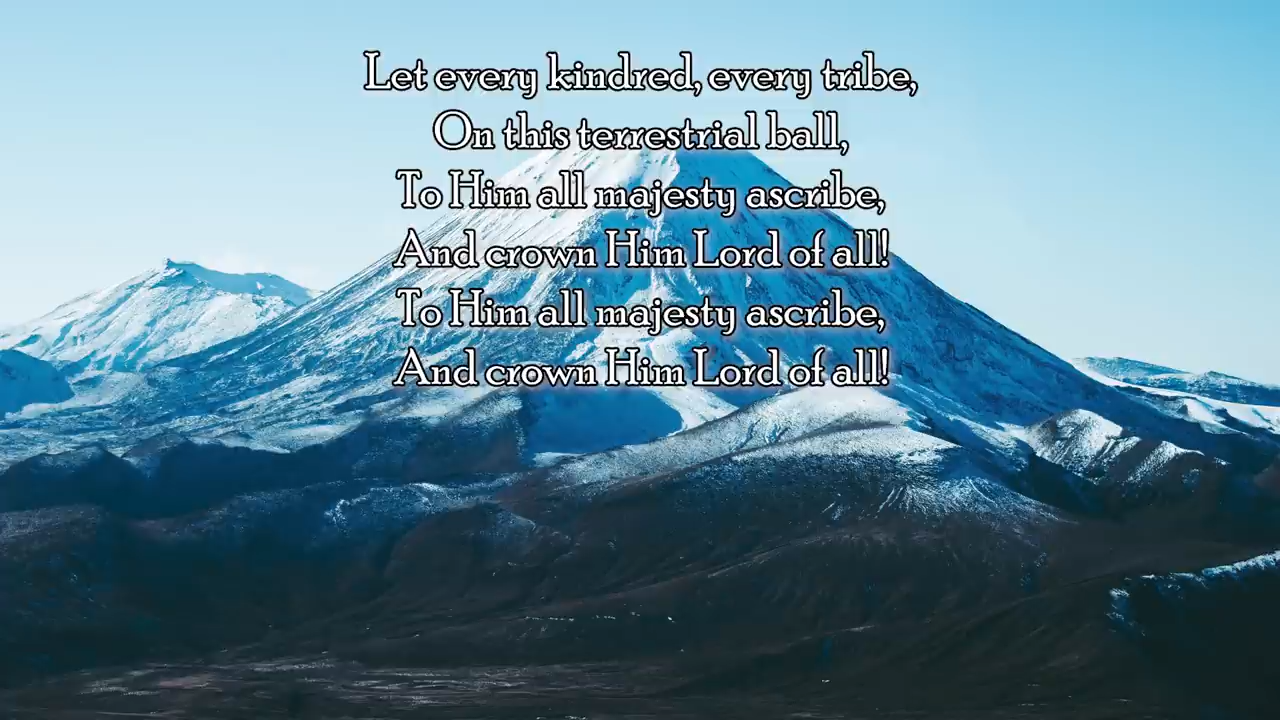 Let every kindred, every tribe,
On this terrestrial ball,
To Him all majesty ascribe,
And crown Him Lord of all!
To Him all majesty ascribe,
And crown Him Lord of all!